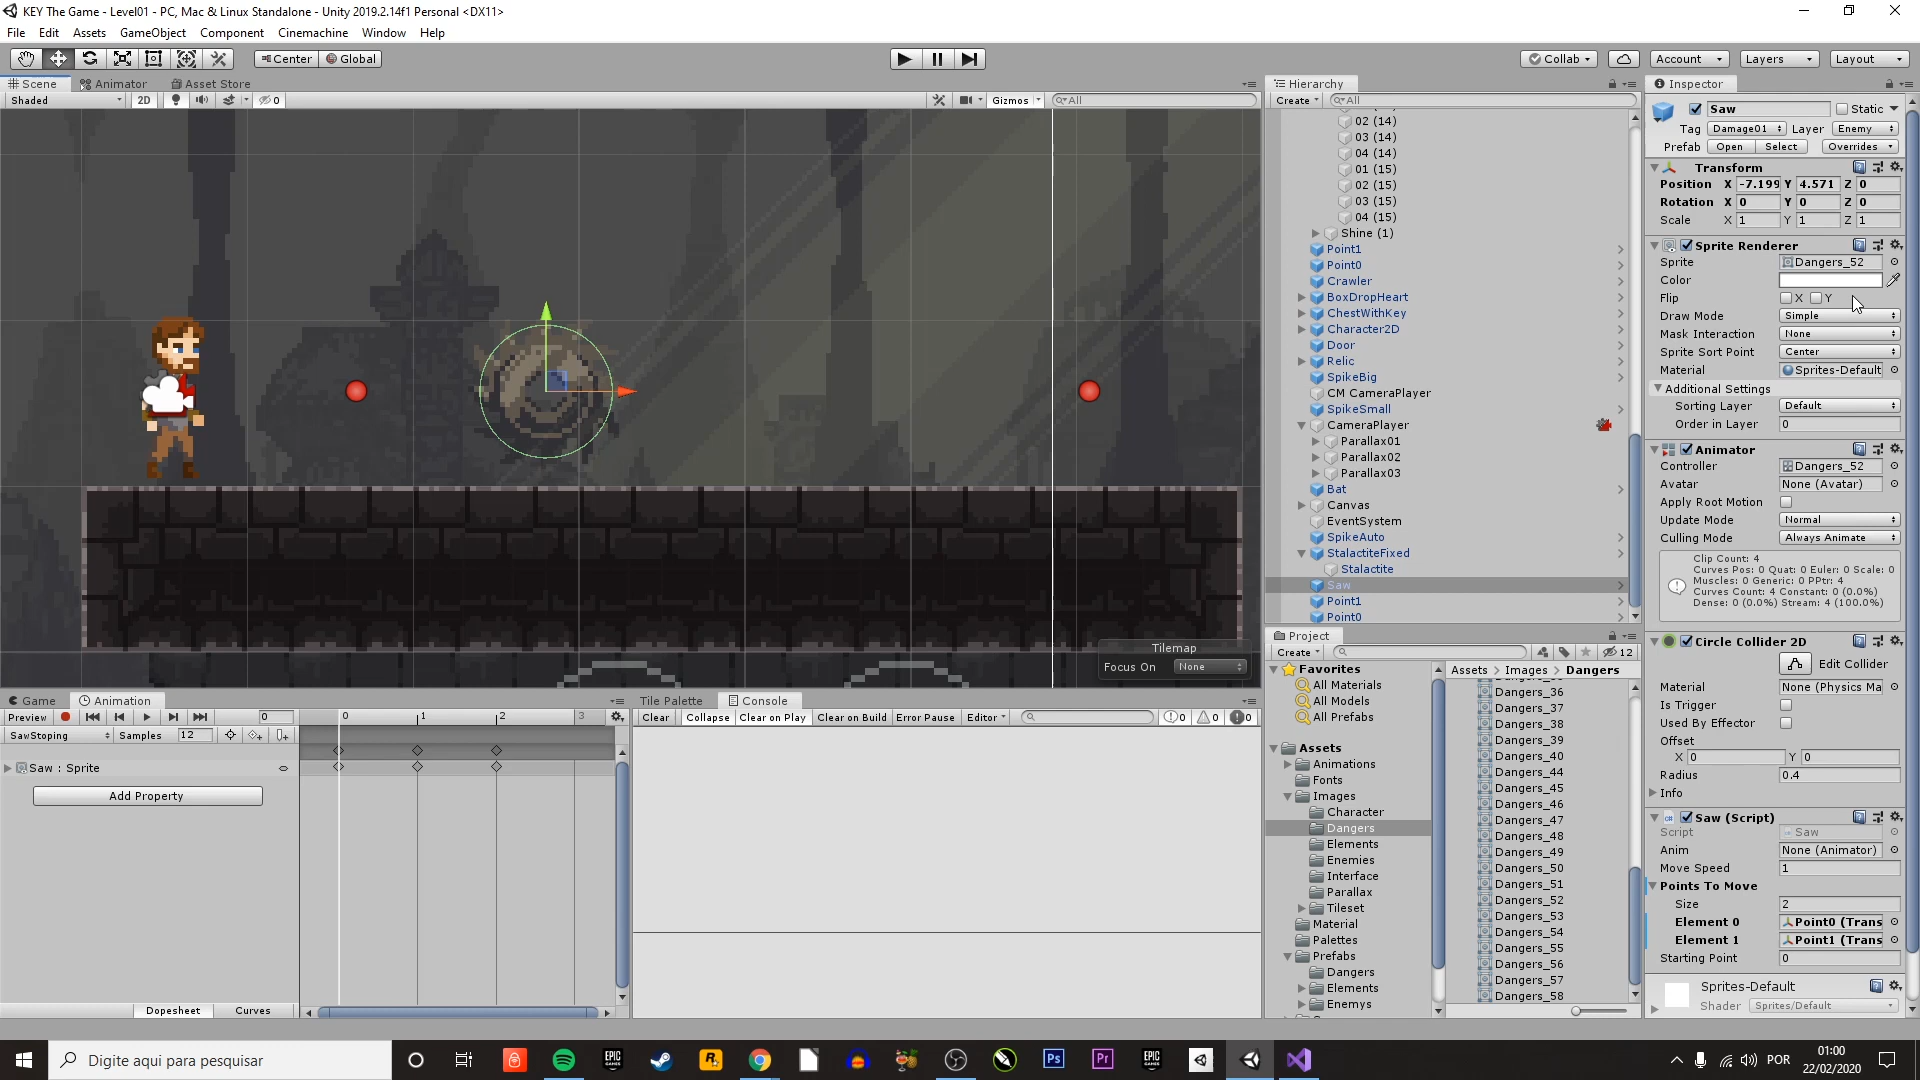 KEY The Game - Level01 - PC, Mac & Linux Standalone - Unity 2019.2.14f1 Personal <DX11>
File Edit Assets GameObject Component Cinemachine Window Help
Center Global
Collab Account Layers Layout
Scene Animator Asset Store
Shaded 2D 0 Gizmos All
Tilemap
Focus On None
Hierarchy
Create All
02 (14)
03 (14)
04 (14)
01 (15)
02 (15)
03 (15)
04 (15)
Shine (1)
Point1
Point0
Crawler
BoxDropHeart
ChestWithKey
Character2D
Door
Relic
SpikeBig
CM CameraPlayer
SpikeSmall
CameraPlayer
Parallax01
Parallax02
Parallax03
Bat
Canvas
EventSystem
SpikeAuto
StalactiteFixed
Stalactite
Saw
Point1
Point0
Project
Create 12
Favorites
All Materials
All Models
All Prefabs
Assets
Animations
Fonts
Images
Character
Dangers
Elements
Enemies
Interface
Parallax
Tileset
Material
Palettes
Prefabs
Dangers
Elements
Enemys
Assets > Images > Dangers
Dangers_36
Dangers_37
Dangers_38
Dangers_39
Dangers_40
Dangers_44
Dangers_45
Dangers_46
Dangers_47
Dangers_48
Dangers_49
Dangers_50
Dangers_51
Dangers_52
Dangers_53
Dangers_54
Dangers_55
Dangers_56
Dangers_57
Dangers_58
Inspector
Saw Static
Tag Damage01 Layer Enemy
Prefab Open Select Overrides
Transform
Position X -7.199 Y 4.571 Z 0
Rotation X 0 Y 0 Z 0
Scale X 1 Y 1 Z 1
Sprite Renderer
Sprite Dangers_52
Color
Flip X Y
Draw Mode Simple
Mask Interaction None
Sprite Sort Point Center
Material Sprites-Default
Additional Settings
Sorting Layer Default
Order in Layer 0
Animator
Controller Dangers_52
Avatar None (Avatar)
Apply Root Motion
Update Mode Normal
Culling Mode Always Animate
Clip Count: 4
Curves Pos: 0 Quat: 0 Euler: 0 Scale: 0
Muscles: 0 Generic: 0 PPtr: 4
Curves Count: 4 Constant: 0 (0.0%)
Dense: 0 (0.0%) Stream: 4 (100.0%)
Circle Collider 2D
Edit Collider
Material None (Physics Ma
Is Trigger
Used By Effector
Offset
X 0 Y 0
Radius 0.4
Info
Saw (Script)
Script Saw
Anim None (Animator)
Move Speed 1
Points To Move
Size 2
Element 0 Point0 (Trans
Element 1 Point1 (Trans
Starting Point 0
Sprites-Default
Shader Sprites/Default
Game Animation
Preview 0 0 1 2 3
SawStoping Samples 12
Saw : Sprite
Add Property
Dopesheet Curves
Tile Palette Console
Clear Collapse Clear on Play Clear on Build Error Pause Editor 0 0 0
Digite aqui para pesquisar
EPIC GAMES
R
Ps
Pr
EPIC GAMES
POR
01:00
22/02/2020